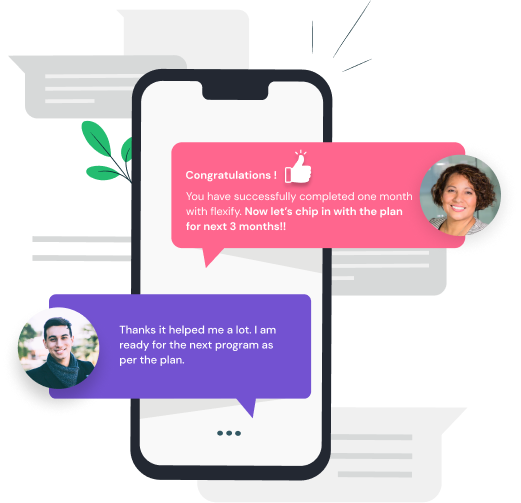 Congratulations !
You have successfully completed one month
with flexify. Now let's chip in with the plan
for next 3 months!!
Thanks it helped me a lot. I am
ready for the next program as
per the plan.